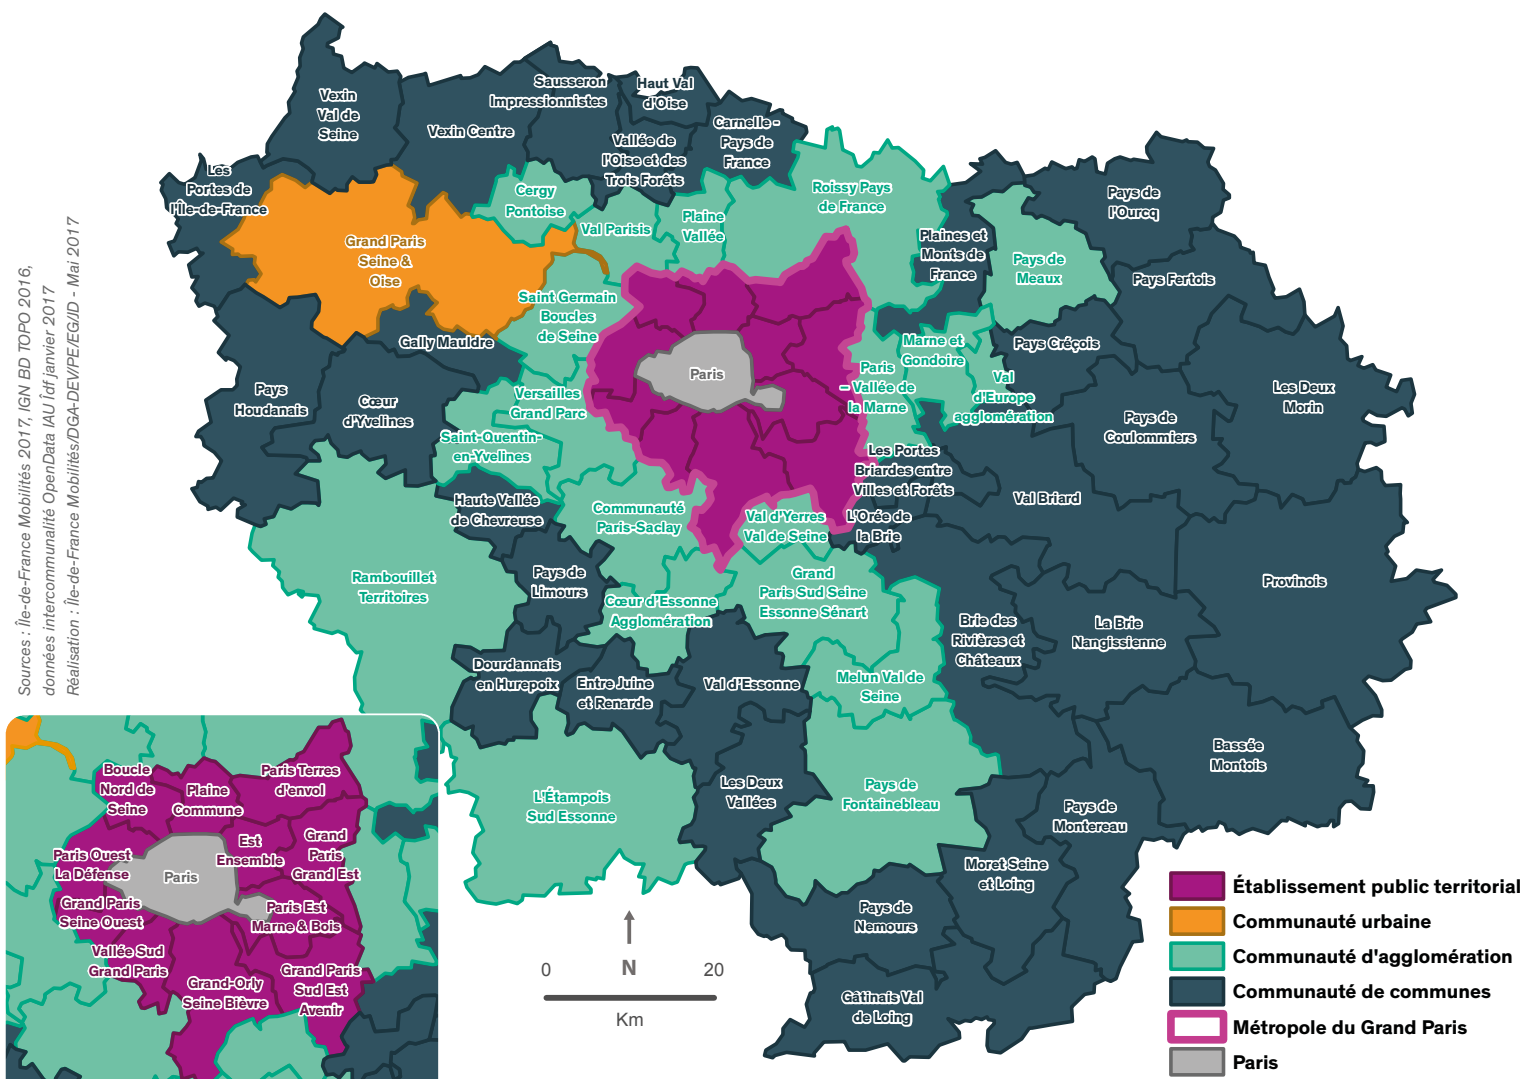 Sources : Île-de-France Mobilités 2017, IGN BD TOPO 2016,
données intercommunalité OpenData IAU îdf janvier 2017
Réalisation : Île-de-France Mobilités/DGA-DEV/PE/EG/JD - Mai 2017
Vexin
Val de
Seine
Vexin Centre
Sausseron
Impressionnistes
Haut Val
d'Oise
Vallée de
l'Oise et des
Trois Forêts
Carnelle -
Pays de
France
Les
Portes de
l'Île-de-France
Grand Paris
Seine &
Oise
Cergy
Pontoise
Val Parisis
Plaine
Vallée
Roissy Pays
de France
Plaines et
Monts de
France
Pays de
Meaux
Pays de
l'Ourcq
Pays Fertois
Saint Germain
Boucles
de Seine
Gally Mauldre
Pays
Houdanais
Cœur
d'Yvelines
Versailles
Grand Parc
Saint-Quentin-
en-Yvelines
Paris
Paris
– Vallée de
la Marne
Marne et
Gondoire
Val
d'Europe
agglomération
Pays Créçois
Pays de
Coulommiers
Les Deux
Morin
Les Portes
Briardes entre
Villes et Forêts
Val Briard
L'Orée de
la Brie
Haute Vallée
de Chevreuse
Communauté
Paris-Saclay
Val d'Yerres
Val de Seine
Rambouillet
Territoires
Pays de
Limours
Cœur d'Essonne
Agglomération
Grand
Paris Sud Seine
Essonne Sénart
Brie des
Rivières et
Châteaux
La Brie
Nangissienne
Provinois
Dourdannais
en Hurepoix
Entre Juine
et Renarde
Val d'Essonne
Melun Val de
Seine
Bassée
Montois
L'Étampois
Sud Essonne
Les Deux
Vallées
Pays de
Fontainebleau
Pays de
Montereau
Moret Seine
et Loing
Pays de
Nemours
Gâtinais Val
de Loing
Boucle
Nord de
Seine
Plaine
Commune
Paris Terres
d'envol
Est
Ensemble
Grand
Paris
Grand Est
Paris Ouest
La Défense
Paris
Grand Paris
Seine Ouest
Paris Est
Marne & Bois
Vallée Sud
Grand Paris
Grand-Orly
Seine Bièvre
Grand Paris
Sud Est
Avenir
0
N
20
Km
Établissement public territorial
Communauté urbaine
Communauté d'agglomération
Communauté de communes
Métropole du Grand Paris
Paris